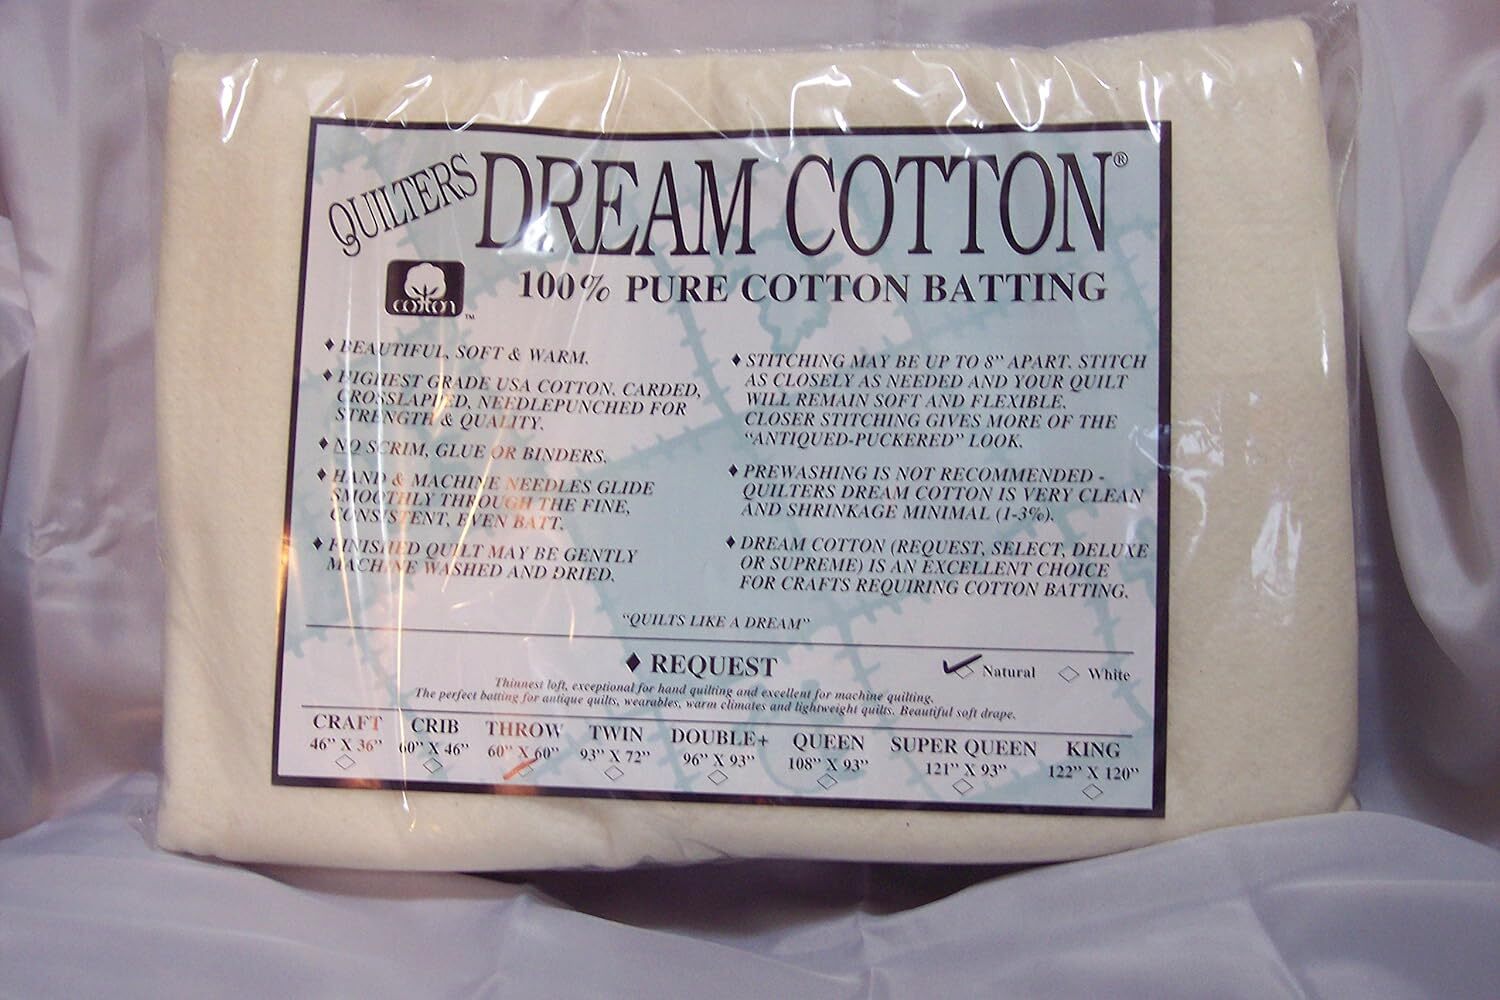 QUILTERS DREAM COTTON®
100% PURE COTTON BATTING
cotton TM
♦ BEAUTIFUL, SOFT & WARM.
♦ HIGHEST GRADE USA COTTON. CARDED,
CROSSLAPPED, NEEDLEPUNCHED FOR
STRENGTH & QUALITY.
♦ NO SCRIM, GLUE OR BINDERS.
♦ HAND & MACHINE NEEDLES GLIDE
SMOOTHLY THROUGH THE FINE,
CONSISTENT, EVEN BATT.
♦ FINISHED QUILT MAY BE GENTLY
MACHINE WASHED AND DRIED.
♦ STITCHING MAY BE UP TO 8” APART. STITCH
AS CLOSELY AS NEEDED AND YOUR QUILT
WILL REMAIN SOFT AND FLEXIBLE.
CLOSER STITCHING GIVES MORE OF THE
“ANTIQUED-PUCKERED” LOOK.
♦ PREWASHING IS NOT RECOMMENDED -
QUILTERS DREAM COTTON IS VERY CLEAN
AND SHRINKAGE MINIMAL (1-3%).
♦ DREAM COTTON (REQUEST, SELECT, DELUXE
OR SUPREME) IS AN EXCELLENT CHOICE
FOR CRAFTS REQUIRING COTTON BATTING.
“QUILTS LIKE A DREAM”
♦ REQUEST
✓ Natural ◇ White
Thinnest loft, exceptional for hand quilting and excellent for machine quilting.
The perfect batting for antique quilts, wearables, warm climates and lightweight quilts. Beautiful soft drape.
CRAFT CRIB THROW TWIN DOUBLE+ QUEEN SUPER QUEEN KING
46” X 36” 60” X 46” 60” X 60” 93” X 72” 96” X 93” 108” X 93” 121” X 93” 122” X 120”